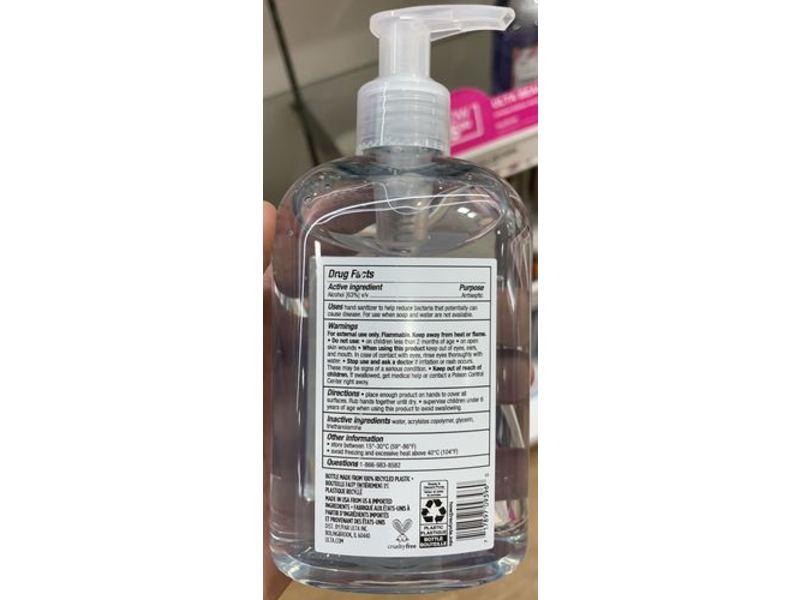 Drug Facts
Active ingredient Purpose
Alcohol (63%) v/v Antiseptic
Uses hand sanitizer to help reduce bacteria that potentially can
cause disease. For use when soap and water are not available.
Warnings
For external use only. Flammable. Keep away from heat or flame.
• Do not use: • on children less than 2 months of age • on open
skin wounds • When using this product keep out of eyes, ears,
and mouth. In case of contact with eyes, rinse eyes thoroughly with
water. • Stop use and ask a doctor if irritation or rash occurs.
These may be signs of a serious condition. • Keep out of reach of
children. If swallowed, get medical help or contact a Poison Control
Center right away.
Directions • place enough product on hands to cover all
surfaces. Rub hands together until dry. • supervise children under 6
years of age when using this product to avoid swallowing.
Inactive ingredients water, acrylates copolymer, glycerin,
triethanolamine
Other information
• store between 15°-30°C (59°-86°F)
• avoid freezing and excessive heat above 40°C (104°F)
Questions 1-866-983-8582
BOTTLE MADE FROM 100% RECYCLED PLASTIC •
BOUTEILLE FAIT ENTIÈREMENT DE
PLASTIQUE RECYCLÉ
MADE IN USA FROM US & IMPORTED
INGREDIENTS • FABRIQUÉ AUX ÉTATS-UNIS À
PARTIR D'INGRÉDIENTS IMPORTÉS
ET PROVENANT DES ÉTATS-UNIS
DIST. BY/PAR ULTA INC.
BOLINGBROOK, IL 60440
ULTA.COM
crueltyfree
PLASTIC
PLASTIQUE
BOTTLE
BOUTEILLE
how2recycle.info